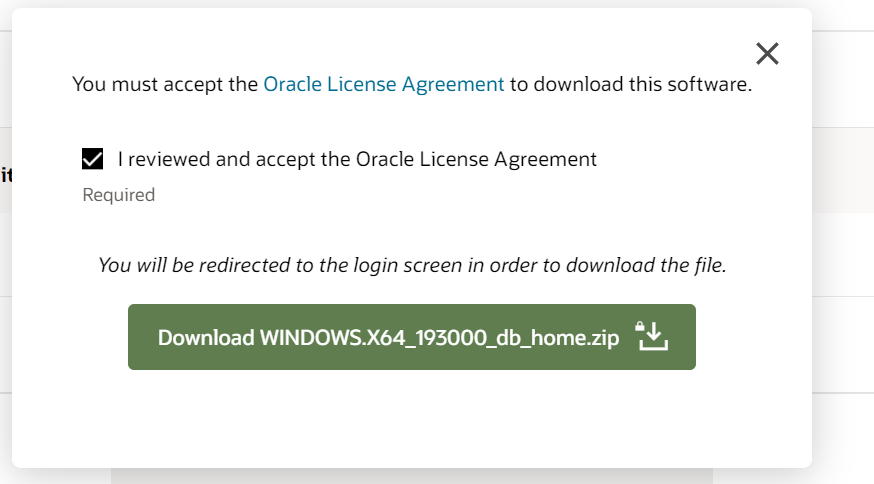 You must accept the Oracle License Agreement to download this software.
I reviewed and accept the Oracle License Agreement
Required
You will be redirected to the login screen in order to download the file.
Download WINDOWS.X64_193000_db_home.zip